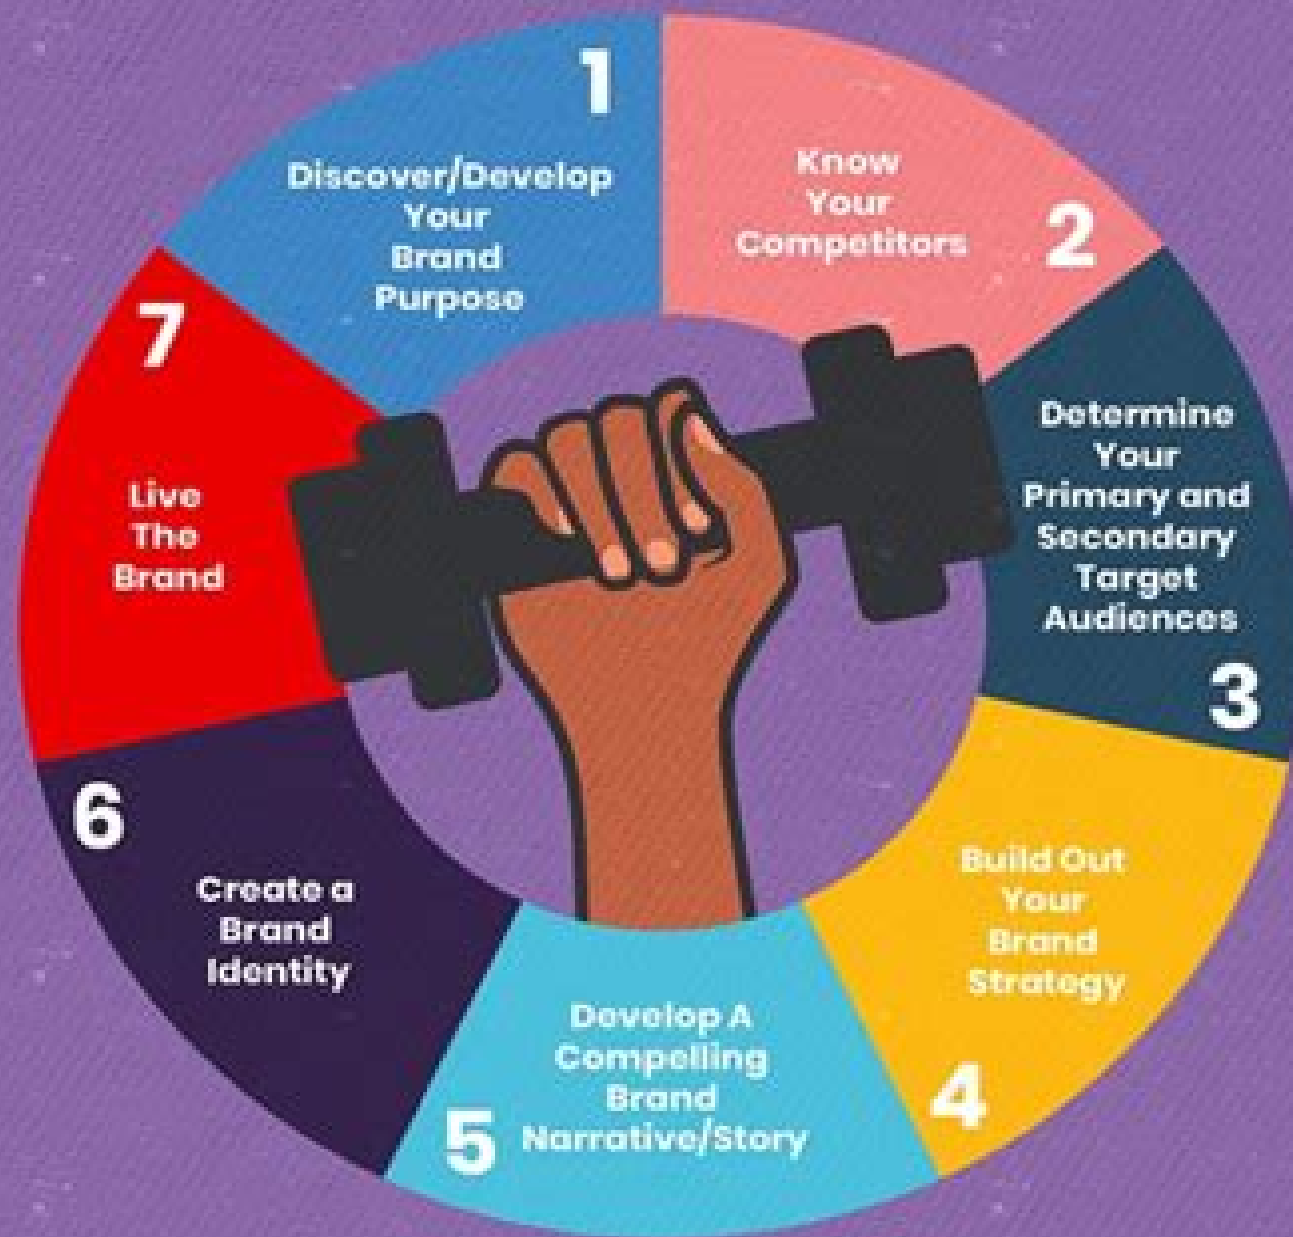 1
Discover/Develop
Your
Brand
Purpose
Know
Your
Competitors
2
Determine
Your
Primary and
Secondary
Target
Audiences
3
Build Out
Your
Brand
Strategy
4
Develop A
Compelling
Brand
Narrative/Story
5
6
Create a
Brand
Identity
7
Live
The
Brand